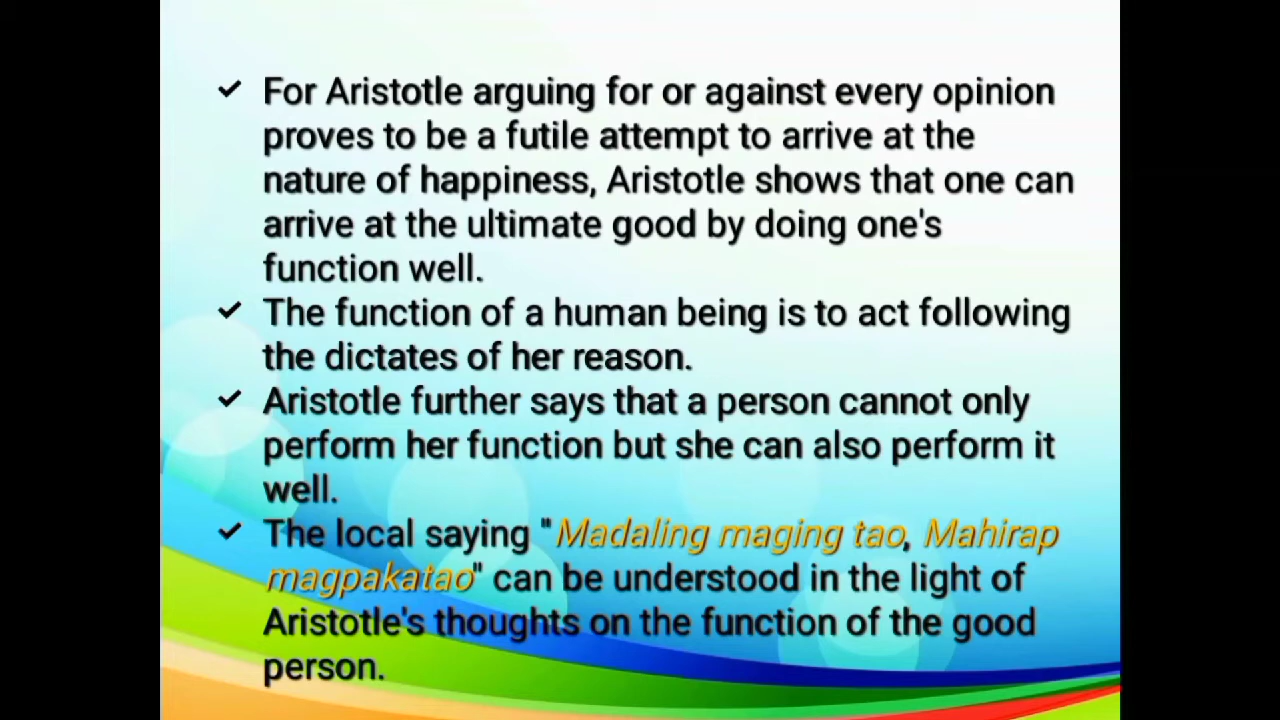 ✓ For Aristotle arguing for or against every opinion
proves to be a futile attempt to arrive at the
nature of happiness, Aristotle shows that one can
arrive at the ultimate good by doing one's
function well.
✓ The function of a human being is to act following
the dictates of her reason.
✓ Aristotle further says that a person cannot only
perform her function but she can also perform it
well.
✓ The local saying "Madaling maging tao, Mahirap
magpakatao" can be understood in the light of
Aristotle's thoughts on the function of the good
person.